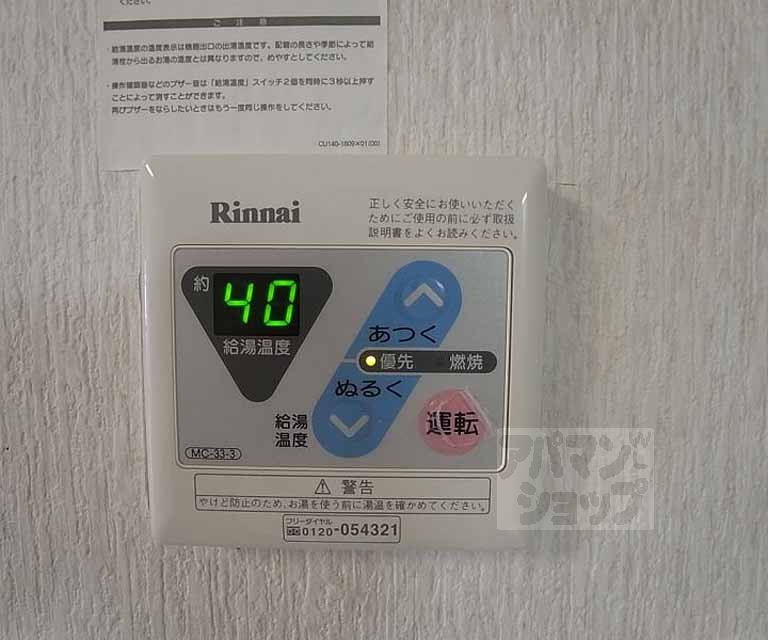 ください。
ご注意
・給湯温度の温度表示は機器出口の出湯温度です。配管の長さや季節によって給
湯栓から出るお湯の温度とは異なりますので、めやすとしてください。
・操作確認音などのブザー音は「給湯温度」スイッチ2個を同時に3秒以上押す
ことによって消すことができます。
再びブザーをならしたいときはもう一度同じ操作をしてください。
CU140-1809×01(00)
Rinnai
正しく安全にお使いいただく
ためにご使用の前に必ず取扱
説明書をよくお読みください。
約
40
給湯温度
あつく
優先
燃焼
ぬるく
給湯
温度
運転
MC-33-3
アパマンショップ
警告
やけど防止のため、お湯を使う前に湯温を確かめてください。
フリーダイヤル
0120-054321